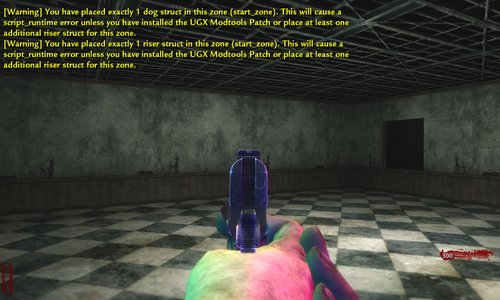 [Warning] You have placed exactly 1 dog struct in this zone (start_zone). This will cause a
script_runtime error unless you have installed the UGX Modtools Patch or place at least one
additional riser struct for this zone.
[Warning] You have placed exactly 1 riser struct in this zone (start_zone). This will cause a
script_runtime error unless you have installed the UGX Modtools Patch or place at least one
additional riser struct for this zone.
500